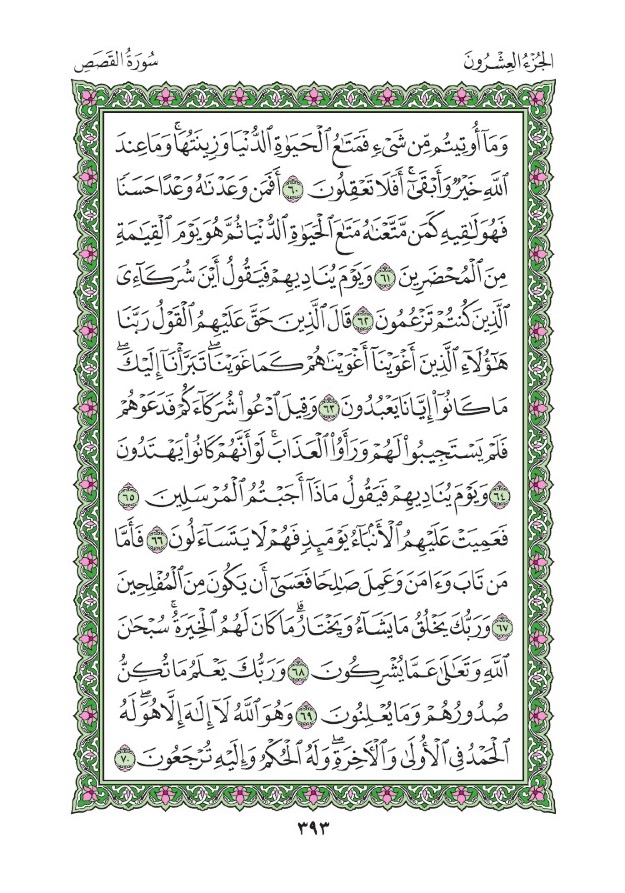 الجُزْءُ العِشْرُونَ
سُورَةُ القَصَصِ
وَمَآ أُوتِيتُم مِّن شَىْءٍ فَمَتَٰعُ ٱلْحَيَوٰةِ ٱلدُّنْيَا وَزِينَتُهَا ۚ وَمَا عِندَ
ٱللَّهِ خَيْرٌ وَأَبْقَىٰٓ ۚ أَفَلَا تَعْقِلُونَ ٦٠ أَفَمَن وَعَدْنَٰهُ وَعْدًا حَسَنًا
فَهُوَ لَٰقِيهِ كَمَن مَّتَّعْنَٰهُ مَتَٰعَ ٱلْحَيَوٰةِ ٱلدُّنْيَا ثُمَّ هُوَ يَوْمَ ٱلْقِيَٰمَةِ
مِنَ ٱلْمُحْضَرِينَ ٦١ وَيَوْمَ يُنَادِيهِمْ فَيَقُولُ أَيْنَ شُرَكَآءِىَ
ٱلَّذِينَ كُنتُمْ تَزْعُمُونَ ٦٢ قَالَ ٱلَّذِينَ حَقَّ عَلَيْهِمُ ٱلْقَوْلُ رَبَّنَا
هَٰٓؤُلَآءِ ٱلَّذِينَ أَغْوَيْنَآ أَغْوَيْنَٰهُمْ كَمَا غَوَيْنَا ۖ تَبَرَّأْنَآ إِلَيْكَ ۖ
مَا كَانُوٓا۟ إِيَّانَا يَعْبُدُونَ ٦٣ وَقِيلَ ٱدْعُوا۟ شُرَكَآءَكُمْ فَدَعَوْهُمْ
فَلَمْ يَسْتَجِيبُوا۟ لَهُمْ وَرَأَوُا۟ ٱلْعَذَابَ ۚ لَوْ أَنَّهُمْ كَانُوا۟ يَهْتَدُونَ
٦٤ وَيَوْمَ يُنَادِيهِمْ فَيَقُولُ مَاذَآ أَجَبْتُمُ ٱلْمُرْسَلِينَ ٦٥
فَعَمِيَتْ عَلَيْهِمُ ٱلْأَنۢبَآءُ يَوْمَئِذٍ فَهُمْ لَا يَتَسَآءَلُونَ ٦٦ فَأَمَّا
مَن تَابَ وَءَامَنَ وَعَمِلَ صَٰلِحًا فَعَسَىٰٓ أَن يَكُونَ مِنَ ٱلْمُفْلِحِينَ
٦٧ وَرَبُّكَ يَخْلُقُ مَا يَشَآءُ وَيَخْتَارُ ۗ مَا كَانَ لَهُمُ ٱلْخِيَرَةُ ۚ سُبْحَٰنَ
ٱللَّهِ وَتَعَٰلَىٰ عَمَّا يُشْرِكُونَ ٦٨ وَرَبُّكَ يَعْلَمُ مَا تُكِنُّ
صُدُورُهُمْ وَمَا يُعْلِنُونَ ٦٩ وَهُوَ ٱللَّهُ لَآ إِلَٰهَ إِلَّا هُوَ ۖ لَهُ
ٱلْحَمْدُ فِى ٱلْأُولَىٰ وَٱلْءَاخِرَةِ ۖ وَلَهُ ٱلْحُكْمُ وَإِلَيْهِ تُرْجَعُونَ ٧٠
٣٩٣